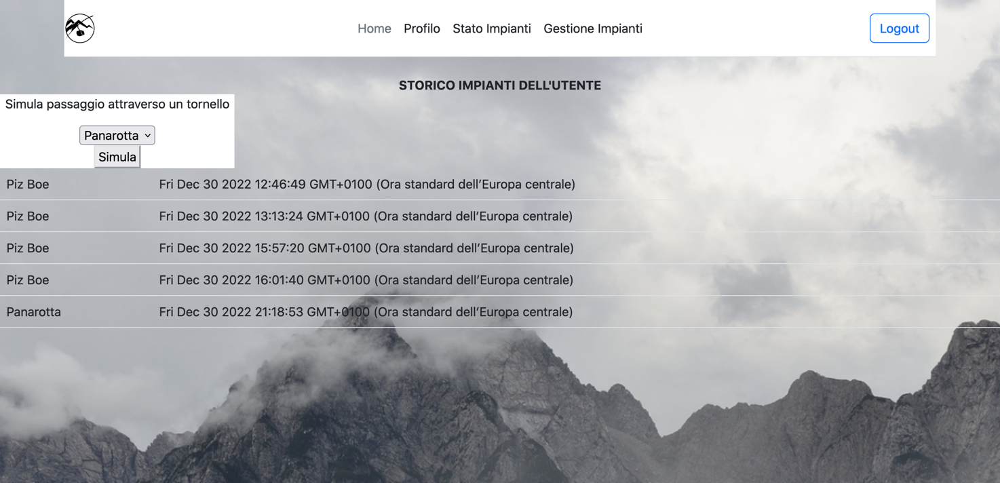 Home Profilo Stato Impianti Gestione Impianti Logout
STORICO IMPIANTI DELL'UTENTE
Simula passaggio attraverso un tornello
Panarotta
Simula
Piz Boe Fri Dec 30 2022 12:46:49 GMT+0100 (Ora standard dell’Europa centrale)
Piz Boe Fri Dec 30 2022 13:13:24 GMT+0100 (Ora standard dell’Europa centrale)
Piz Boe Fri Dec 30 2022 15:57:20 GMT+0100 (Ora standard dell’Europa centrale)
Piz Boe Fri Dec 30 2022 16:01:40 GMT+0100 (Ora standard dell’Europa centrale)
Panarotta Fri Dec 30 2022 21:18:53 GMT+0100 (Ora standard dell’Europa centrale)